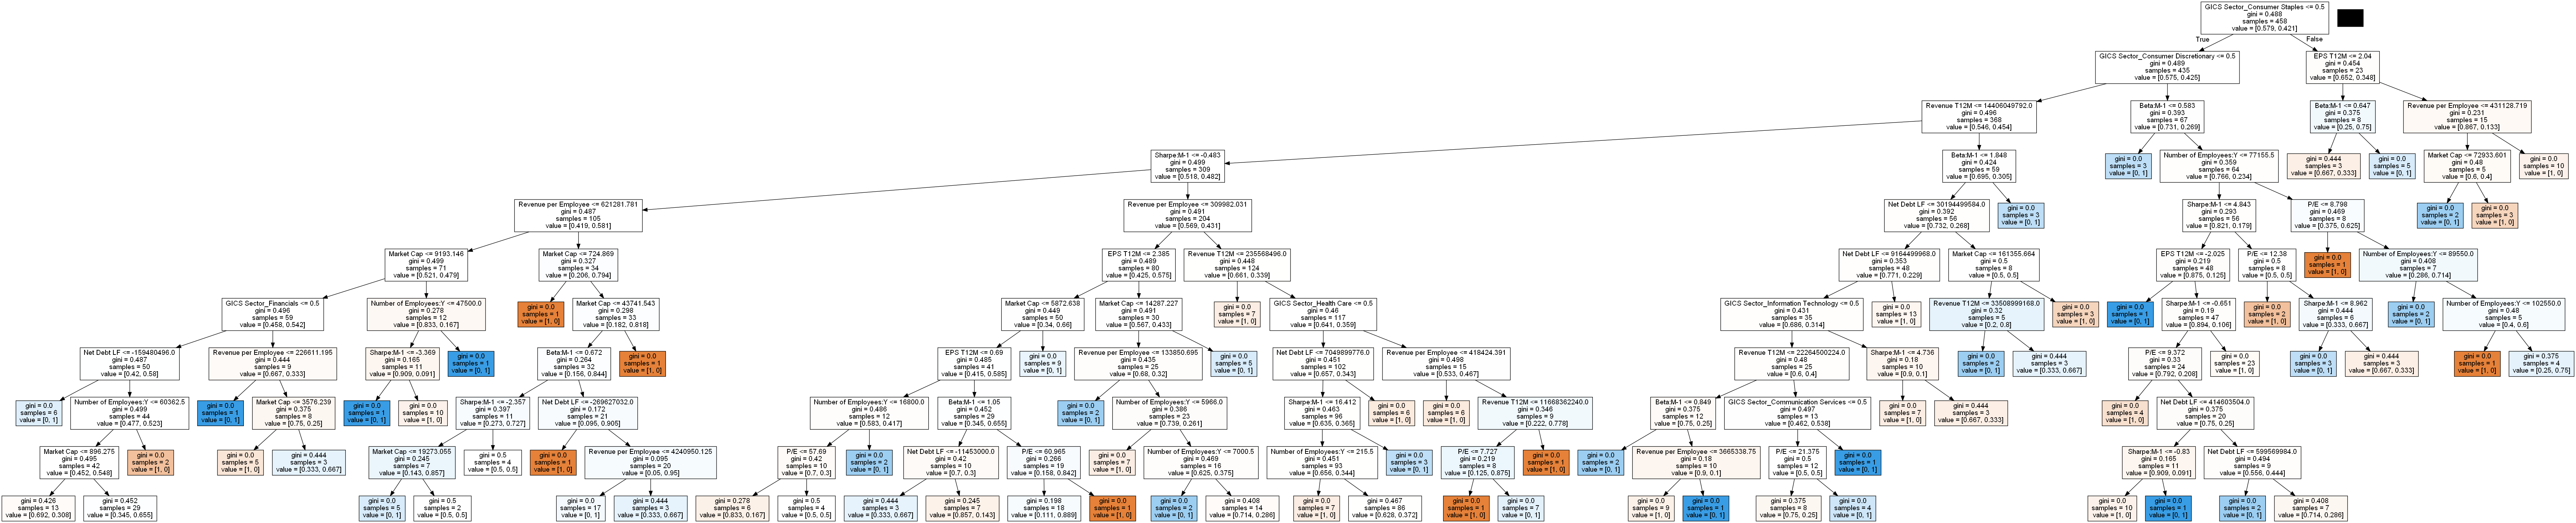 GICS Sector_Consumer Staples <= 0.5
gini = 0.488
samples = 458
value = [0.579, 0.421]
True
False
GICS Sector_Consumer Discretionary <= 0.5
gini = 0.489
samples = 435
value = [0.575, 0.425]
EPS T12M <= 2.04
gini = 0.454
samples = 23
value = [0.652, 0.348]
Revenue T12M <= 14406049792.0
gini = 0.496
samples = 368
value = [0.546, 0.454]
Beta:M-1 <= 0.583
gini = 0.393
samples = 67
value = [0.731, 0.269]
Beta:M-1 <= 0.647
gini = 0.375
samples = 8
value = [0.25, 0.75]
Revenue per Employee <= 431128.719
gini = 0.231
samples = 15
value = [0.867, 0.133]
Sharpe:M-1 <= -0.483
gini = 0.499
samples = 309
value = [0.518, 0.482]
Beta:M-1 <= 1.848
gini = 0.424
samples = 59
value = [0.695, 0.305]
gini = 0.0
samples = 3
value = [0, 1]
Number of Employees:Y <= 77155.5
gini = 0.359
samples = 64
value = [0.766, 0.234]
gini = 0.444
samples = 3
value = [0.667, 0.333]
gini = 0.0
samples = 5
value = [0, 1]
Market Cap <= 72933.601
gini = 0.48
samples = 5
value = [0.6, 0.4]
gini = 0.0
samples = 10
value = [1, 0]
Revenue per Employee <= 621281.781
gini = 0.487
samples = 105
value = [0.419, 0.581]
Revenue per Employee <= 309982.031
gini = 0.491
samples = 204
value = [0.569, 0.431]
Net Debt LF <= 30194499584.0
gini = 0.392
samples = 56
value = [0.732, 0.268]
gini = 0.0
samples = 3
value = [0, 1]
Sharpe:M-1 <= 4.843
gini = 0.293
samples = 56
value = [0.821, 0.179]
P/E <= 8.798
gini = 0.469
samples = 8
value = [0.375, 0.625]
gini = 0.0
samples = 2
value = [0, 1]
gini = 0.0
samples = 3
value = [1, 0]
Market Cap <= 9193.146
gini = 0.499
samples = 71
value = [0.521, 0.479]
Market Cap <= 724.869
gini = 0.327
samples = 34
value = [0.206, 0.794]
EPS T12M <= 2.385
gini = 0.489
samples = 80
value = [0.425, 0.575]
Revenue T12M <= 235568496.0
gini = 0.448
samples = 124
value = [0.661, 0.339]
Net Debt LF <= 9164499968.0
gini = 0.353
samples = 48
value = [0.771, 0.229]
Market Cap <= 161355.664
gini = 0.5
samples = 8
value = [0.5, 0.5]
EPS T12M <= -2.025
gini = 0.219
samples = 48
value = [0.875, 0.125]
P/E <= 12.38
gini = 0.5
samples = 8
value = [0.5, 0.5]
gini = 0.0
samples = 1
value = [1, 0]
Number of Employees:Y <= 89550.0
gini = 0.408
samples = 7
value = [0.286, 0.714]
GICS Sector_Financials <= 0.5
gini = 0.496
samples = 59
value = [0.458, 0.542]
Number of Employees:Y <= 47500.0
gini = 0.278
samples = 12
value = [0.833, 0.167]
gini = 0.0
samples = 1
value = [1, 0]
Market Cap <= 43741.543
gini = 0.298
samples = 33
value = [0.182, 0.818]
Market Cap <= 5872.638
gini = 0.449
samples = 50
value = [0.34, 0.66]
Market Cap <= 14287.227
gini = 0.491
samples = 30
value = [0.567, 0.433]
gini = 0.0
samples = 7
value = [1, 0]
GICS Sector_Health Care <= 0.5
gini = 0.46
samples = 117
value = [0.641, 0.359]
GICS Sector_Information Technology <= 0.5
gini = 0.431
samples = 35
value = [0.686, 0.314]
gini = 0.0
samples = 13
value = [1, 0]
Revenue T12M <= 33508999168.0
gini = 0.32
samples = 5
value = [0.2, 0.8]
gini = 0.0
samples = 3
value = [1, 0]
gini = 0.0
samples = 1
value = [0, 1]
Sharpe:M-1 <= -0.651
gini = 0.19
samples = 47
value = [0.894, 0.106]
gini = 0.0
samples = 2
value = [1, 0]
Sharpe:M-1 <= 8.962
gini = 0.444
samples = 6
value = [0.333, 0.667]
gini = 0.0
samples = 2
value = [0, 1]
Number of Employees:Y <= 102550.0
gini = 0.48
samples = 5
value = [0.4, 0.6]
Net Debt LF <= -159480496.0
gini = 0.487
samples = 50
value = [0.42, 0.58]
Revenue per Employee <= 226611.195
gini = 0.444
samples = 9
value = [0.667, 0.333]
Sharpe:M-1 <= -3.369
gini = 0.165
samples = 11
value = [0.909, 0.091]
gini = 0.0
samples = 1
value = [0, 1]
Beta:M-1 <= 0.672
gini = 0.264
samples = 32
value = [0.156, 0.844]
gini = 0.0
samples = 1
value = [1, 0]
EPS T12M <= 0.69
gini = 0.485
samples = 41
value = [0.415, 0.585]
gini = 0.0
samples = 9
value = [0, 1]
Revenue per Employee <= 133850.695
gini = 0.435
samples = 25
value = [0.68, 0.32]
gini = 0.0
samples = 5
value = [0, 1]
Net Debt LF <= 7049899776.0
gini = 0.451
samples = 102
value = [0.657, 0.343]
Revenue per Employee <= 418424.391
gini = 0.498
samples = 15
value = [0.533, 0.467]
Revenue T12M <= 22264500224.0
gini = 0.48
samples = 25
value = [0.6, 0.4]
Sharpe:M-1 <= 4.736
gini = 0.18
samples = 10
value = [0.9, 0.1]
gini = 0.0
samples = 2
value = [0, 1]
gini = 0.444
samples = 3
value = [0.333, 0.667]
P/E <= 9.372
gini = 0.33
samples = 24
value = [0.792, 0.208]
gini = 0.0
samples = 23
value = [1, 0]
gini = 0.0
samples = 3
value = [0, 1]
gini = 0.444
samples = 3
value = [0.667, 0.333]
gini = 0.0
samples = 1
value = [1, 0]
gini = 0.375
samples = 4
value = [0.25, 0.75]
gini = 0.0
samples = 6
value = [0, 1]
Number of Employees:Y <= 60362.5
gini = 0.499
samples = 44
value = [0.477, 0.523]
gini = 0.0
samples = 1
value = [0, 1]
Market Cap <= 3576.239
gini = 0.375
samples = 8
value = [0.75, 0.25]
gini = 0.0
samples = 1
value = [0, 1]
gini = 0.0
samples = 10
value = [1, 0]
Sharpe:M-1 <= -2.357
gini = 0.397
samples = 11
value = [0.273, 0.727]
Net Debt LF <= -269627032.0
gini = 0.172
samples = 21
value = [0.095, 0.905]
Number of Employees:Y <= 16800.0
gini = 0.486
samples = 12
value = [0.583, 0.417]
Beta:M-1 <= 1.05
gini = 0.452
samples = 29
value = [0.345, 0.655]
gini = 0.0
samples = 2
value = [0, 1]
Number of Employees:Y <= 5966.0
gini = 0.386
samples = 23
value = [0.739, 0.261]
Sharpe:M-1 <= 16.412
gini = 0.463
samples = 96
value = [0.635, 0.365]
gini = 0.0
samples = 6
value = [1, 0]
gini = 0.0
samples = 6
value = [1, 0]
Revenue T12M <= 11668362240.0
gini = 0.346
samples = 9
value = [0.222, 0.778]
Beta:M-1 <= 0.849
gini = 0.375
samples = 12
value = [0.75, 0.25]
GICS Sector_Communication Services <= 0.5
gini = 0.497
samples = 13
value = [0.462, 0.538]
gini = 0.0
samples = 7
value = [1, 0]
gini = 0.444
samples = 3
value = [0.667, 0.333]
gini = 0.0
samples = 4
value = [1, 0]
Net Debt LF <= 414603504.0
gini = 0.375
samples = 20
value = [0.75, 0.25]
Market Cap <= 896.275
gini = 0.495
samples = 42
value = [0.452, 0.548]
gini = 0.0
samples = 2
value = [1, 0]
gini = 0.0
samples = 5
value = [1, 0]
gini = 0.444
samples = 3
value = [0.333, 0.667]
Market Cap <= 19273.055
gini = 0.245
samples = 7
value = [0.143, 0.857]
gini = 0.5
samples = 4
value = [0.5, 0.5]
gini = 0.0
samples = 1
value = [1, 0]
Revenue per Employee <= 4240950.125
gini = 0.095
samples = 20
value = [0.05, 0.95]
P/E <= 57.69
gini = 0.42
samples = 10
value = [0.7, 0.3]
gini = 0.0
samples = 2
value = [0, 1]
Net Debt LF <= -11453000.0
gini = 0.42
samples = 10
value = [0.7, 0.3]
P/E <= 60.965
gini = 0.266
samples = 19
value = [0.158, 0.842]
gini = 0.0
samples = 7
value = [1, 0]
Number of Employees:Y <= 7000.5
gini = 0.469
samples = 16
value = [0.625, 0.375]
Number of Employees:Y <= 215.5
gini = 0.451
samples = 93
value = [0.656, 0.344]
gini = 0.0
samples = 3
value = [0, 1]
P/E <= 7.727
gini = 0.219
samples = 8
value = [0.125, 0.875]
gini = 0.0
samples = 1
value = [1, 0]
gini = 0.0
samples = 2
value = [0, 1]
Revenue per Employee <= 3665338.75
gini = 0.18
samples = 10
value = [0.9, 0.1]
P/E <= 21.375
gini = 0.5
samples = 12
value = [0.5, 0.5]
gini = 0.0
samples = 1
value = [0, 1]
Sharpe:M-1 <= -0.83
gini = 0.165
samples = 11
value = [0.909, 0.091]
Net Debt LF <= 599569984.0
gini = 0.494
samples = 9
value = [0.556, 0.444]
gini = 0.426
samples = 13
value = [0.692, 0.308]
gini = 0.452
samples = 29
value = [0.345, 0.655]
gini = 0.0
samples = 5
value = [0, 1]
gini = 0.5
samples = 2
value = [0.5, 0.5]
gini = 0.0
samples = 17
value = [0, 1]
gini = 0.444
samples = 3
value = [0.333, 0.667]
gini = 0.278
samples = 6
value = [0.833, 0.167]
gini = 0.5
samples = 4
value = [0.5, 0.5]
gini = 0.444
samples = 3
value = [0.333, 0.667]
gini = 0.245
samples = 7
value = [0.857, 0.143]
gini = 0.198
samples = 18
value = [0.111, 0.889]
gini = 0.0
samples = 1
value = [1, 0]
gini = 0.0
samples = 2
value = [0, 1]
gini = 0.408
samples = 14
value = [0.714, 0.286]
gini = 0.0
samples = 7
value = [1, 0]
gini = 0.467
samples = 86
value = [0.628, 0.372]
gini = 0.0
samples = 1
value = [1, 0]
gini = 0.0
samples = 7
value = [0, 1]
gini = 0.0
samples = 9
value = [1, 0]
gini = 0.0
samples = 1
value = [0, 1]
gini = 0.375
samples = 8
value = [0.75, 0.25]
gini = 0.0
samples = 4
value = [0, 1]
gini = 0.0
samples = 10
value = [1, 0]
gini = 0.0
samples = 1
value = [0, 1]
gini = 0.0
samples = 2
value = [0, 1]
gini = 0.408
samples = 7
value = [0.714, 0.286]